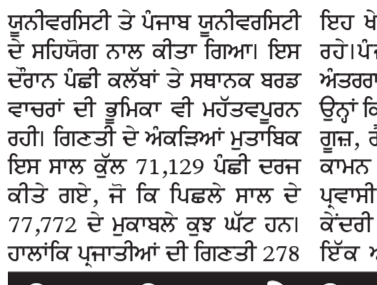 ਯੂਨੀਵਰਸਿਟੀ ਤੇ ਪੰਜਾਬ ਯੂਨੀਵਰਸਿਟੀ
ਦੇ ਸਹਿਯੋਗ ਨਾਲ ਕੀਤਾ ਗਿਆ। ਇਸ
ਦੌਰਾਨ ਪੰਛੀ ਕਲੱਬਾਂ ਤੇ ਸਥਾਨਕ ਬਰਡ
ਵਾਚਰਾਂ ਦੀ ਭੂਮਿਕਾ ਵੀ ਮਹੱਤਵਪੂਰਨ
ਰਹੀ। ਗਿਣਤੀ ਦੇ ਅੰਕੜਿਆਂ ਮੁਤਾਬਿਕ
ਇਸ ਸਾਲ ਕੁੱਲ 71,129 ਪੰਛੀ ਦਰਜ
ਕੀਤੇ ਗਏ, ਜੋ ਕਿ ਪਿਛਲੇ ਸਾਲ ਦੇ
77,772 ਦੇ ਮੁਕਾਬਲੇ ਕੁਝ ਘੱਟ ਹਨ।
ਹਾਲਾਂਕਿ ਪ੍ਰਜਾਤੀਆਂ ਦੀ ਗਿਣਤੀ 278
ਇਹ
ਰਹੇ।
ਉਨ੍ਹਾਂ
ਗੂਜ਼,
ਕਾਮਨ
ਪ੍ਰਵਾਸੀ
ਕੇਂਦਰੀ
ਇੱਕ